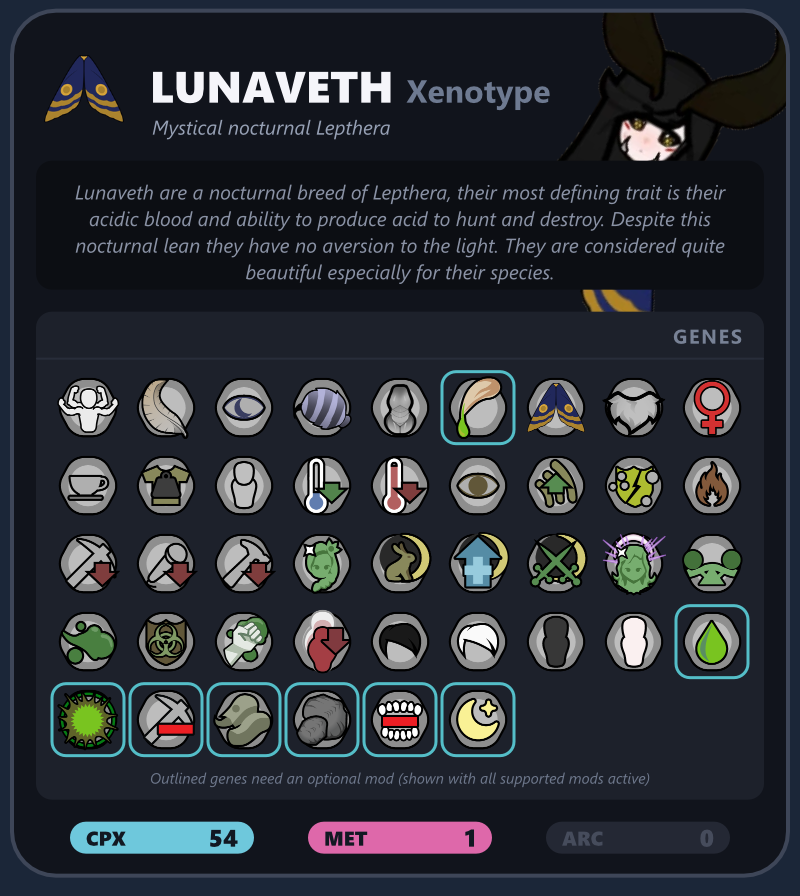 LUNAVETH Xenotype
Mystical nocturnal Lepthera
Lunaveth are a nocturnal breed of Lepthera, their most defining trait is their
acidic blood and ability to produce acid to hunt and destroy. Despite this
nocturnal lean they have no aversion to the light. They are considered quite
beautiful especially for their species.
GENES
Outlined genes need an optional mod (shown with all supported mods active)
CPX 54 MET 1 ARC 0